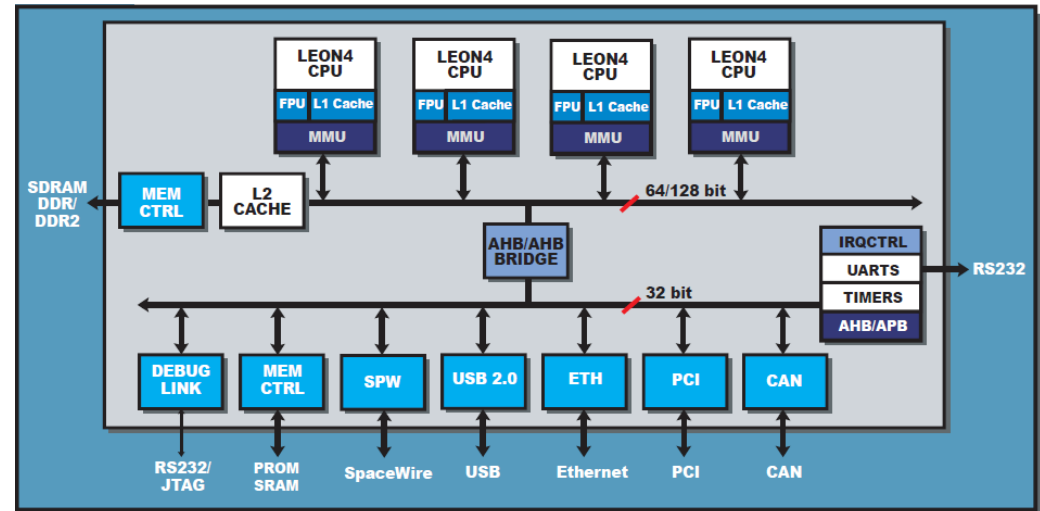 LEON4
CPU
FPU L1 Cache
MMU
LEON4
CPU
FPU L1 Cache
MMU
LEON4
CPU
FPU L1 Cache
MMU
LEON4
CPU
FPU L1 Cache
MMU
SDRAM
DDR/
DDR2
MEM
CTRL
L2
CACHE
64/128 bit
AHB/AHB
BRIDGE
IRQCTRL
UARTS
TIMERS
AHB/APB
RS232
32 bit
DEBUG
LINK
MEM
CTRL
SPW
USB 2.0
ETH
PCI
CAN
RS232/
JTAG
PROM
SRAM
SpaceWire
USB
Ethernet
PCI
CAN